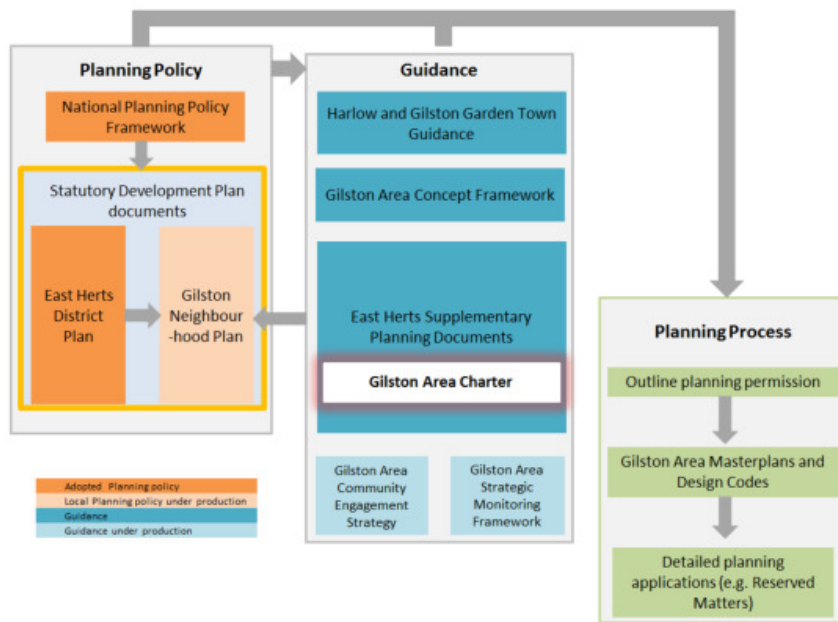 Planning Policy
National Planning Policy
Framework
Statutory Development Plan
documents
East Herts
District
Plan
Gilston
Neighbour
-hood Plan
Adopted Planning policy
Local Planning policy under production
Guidance
Guidance under production
Guidance
Harlow and Gilston Garden Town
Guidance
Gilston Area Concept Framework
East Herts Supplementary
Planning Documents
Gilston Area Charter
Gilston Area
Community
Engagement
Strategy
Gilston Area
Strategic
Monitoring
Framework
Planning Process
Outline planning permission
Gilston Area Masterplans and
Design Codes
Detailed planning
applications (e.g. Reserved
Matters)